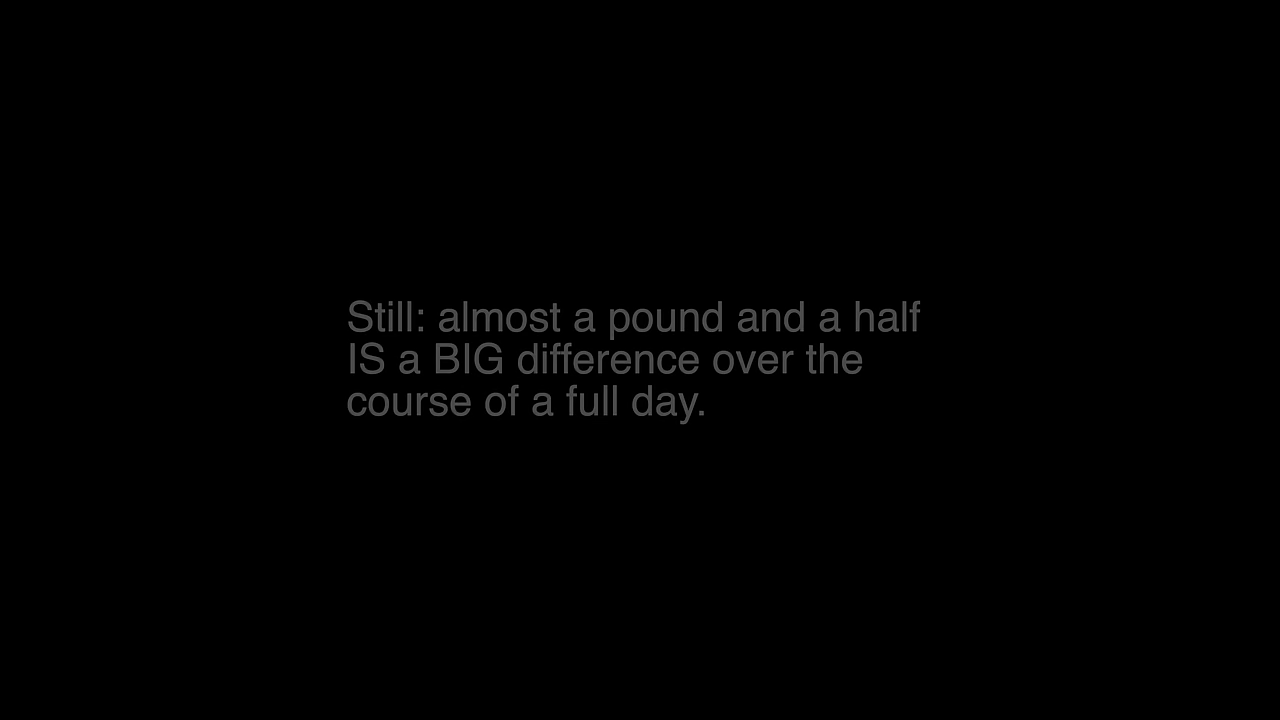 Still: almost a pound and a half
IS a BIG difference over the
course of a full day.